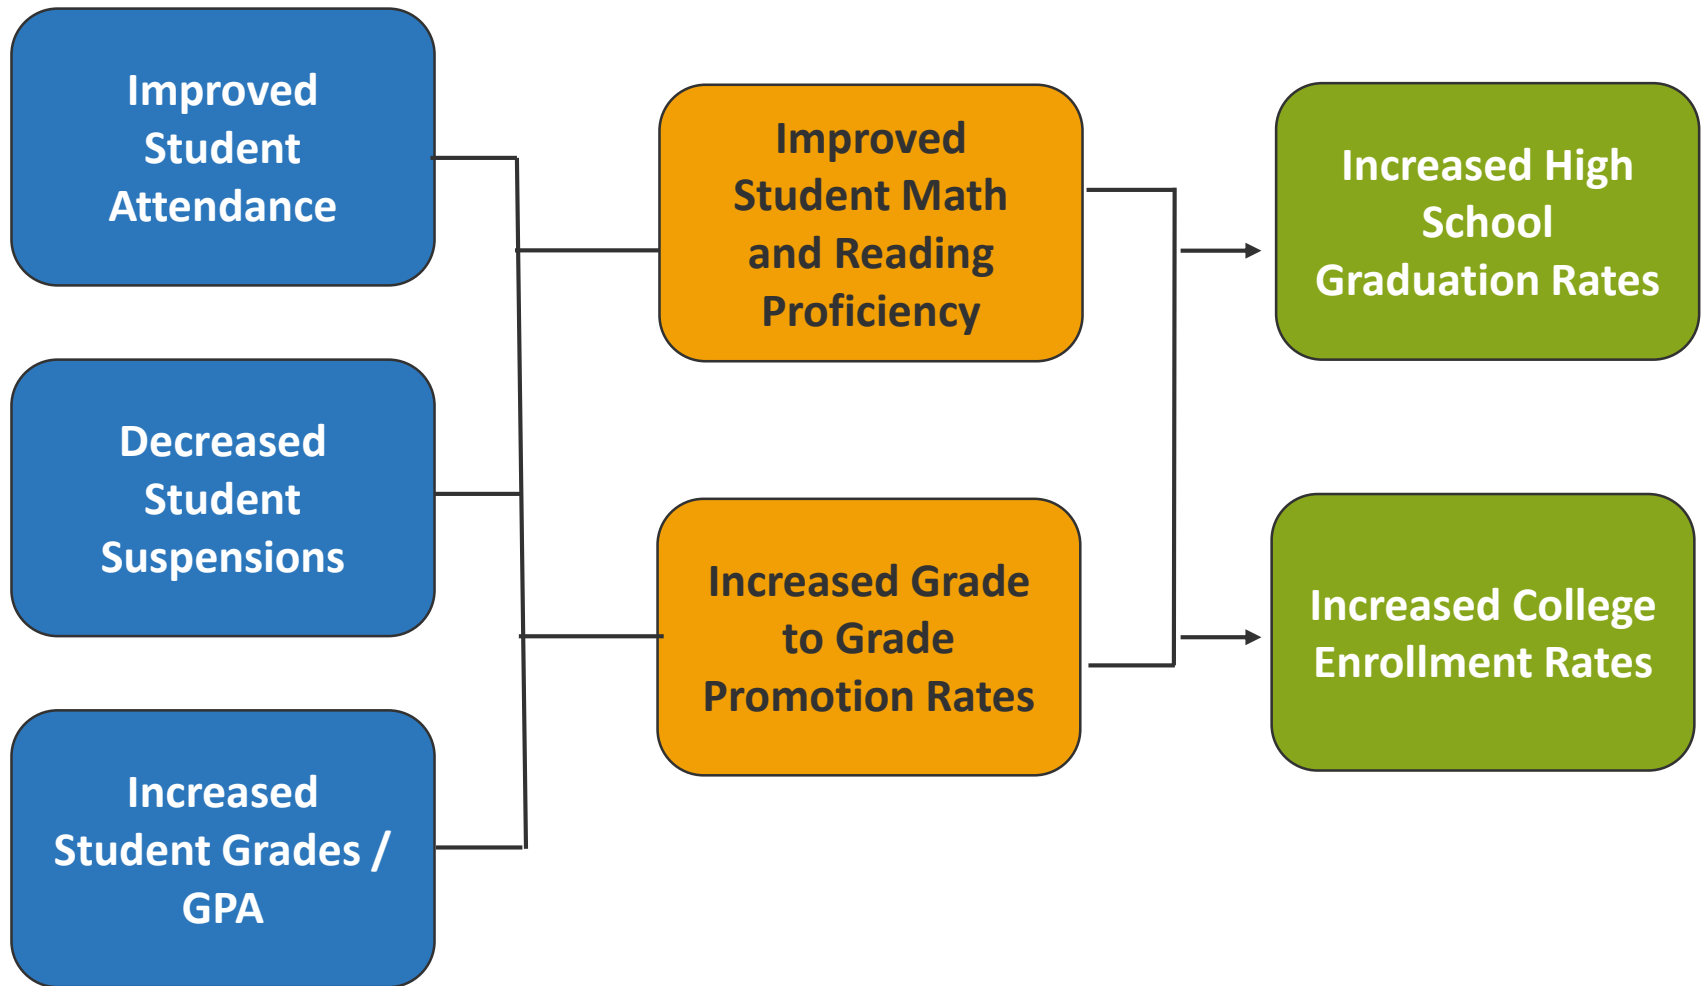 Improved
Student
Attendance
Decreased
Student
Suspensions
Increased
Student Grades /
GPA
Improved
Student Math
and Reading
Proficiency
Increased Grade
to Grade
Promotion Rates
Increased High
School
Graduation Rates
Increased College
Enrollment Rates